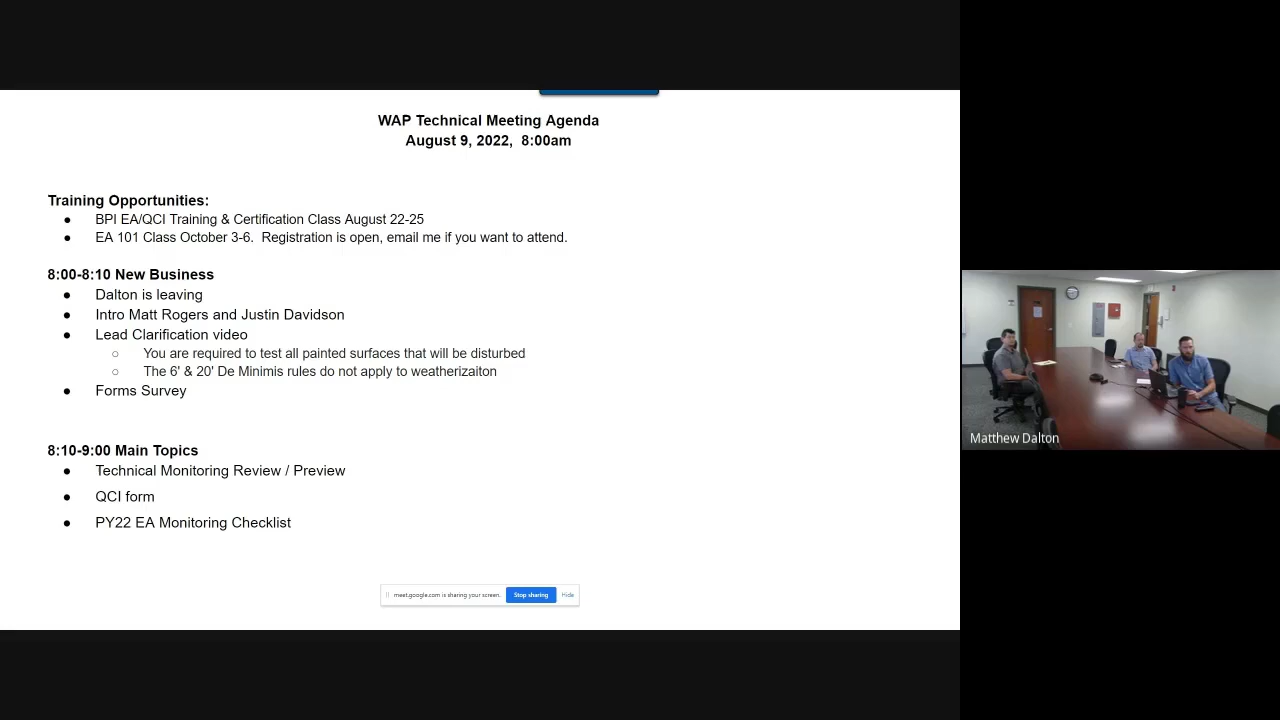 WAP Technical Meeting Agenda
August 9, 2022, 8:00am
Training Opportunities:
● BPI EA/QCI Training & Certification Class August 22-25
● EA 101 Class October 3-6. Registration is open, email me if you want to attend.
8:00-8:10 New Business
● Dalton is leaving
● Intro Matt Rogers and Justin Davidson
● Lead Clarification video
○ You are required to test all painted surfaces that will be disturbed
○ The 6' & 20' De Minimis rules do not apply to weatherizaiton
● Forms Survey
8:10-9:00 Main Topics
● Technical Monitoring Review / Preview
● QCI form
● PY22 EA Monitoring Checklist
meet.google.com is sharing your screen. Stop sharing Hide
Matthew Dalton